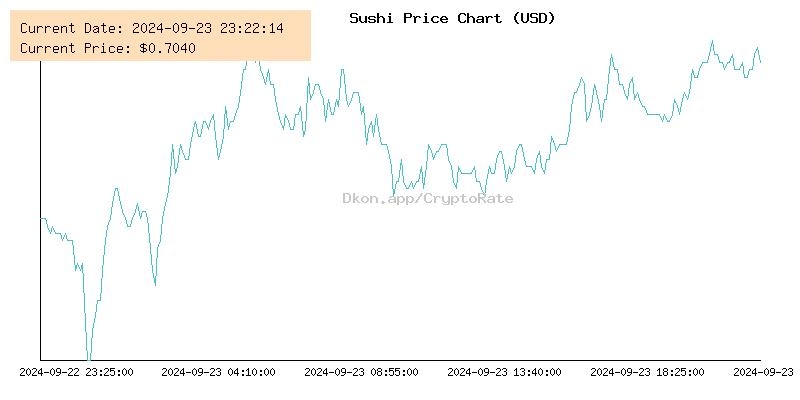 Sushi Price Chart (USD)
Current Date: 2024-09-23 23:22:14
Current Price: $0.7040
Dkon.app/CryptoRate
2024-09-22 23:25:00 2024-09-23 04:10:00 2024-09-23 08:55:00 2024-09-23 13:40:00 2024-09-23 18:25:00 2024-09-23